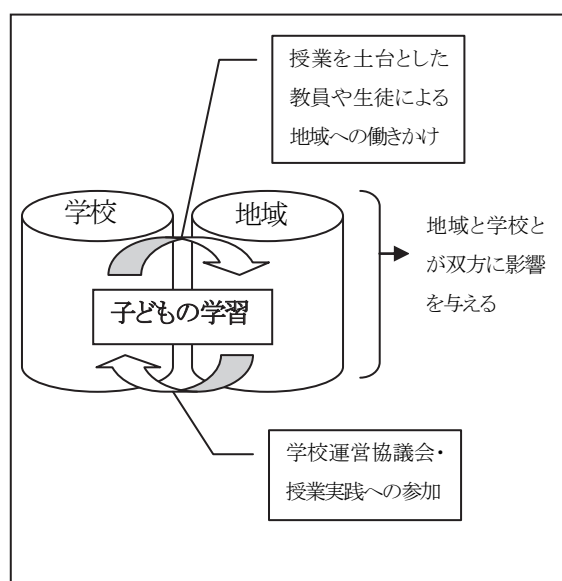 授業を土台とした
教員や生徒による
地域への働きかけ
学校
地域
地域と学校と
が双方に影響
を与える
子どもの学習
学校運営協議会・
授業実践への参加